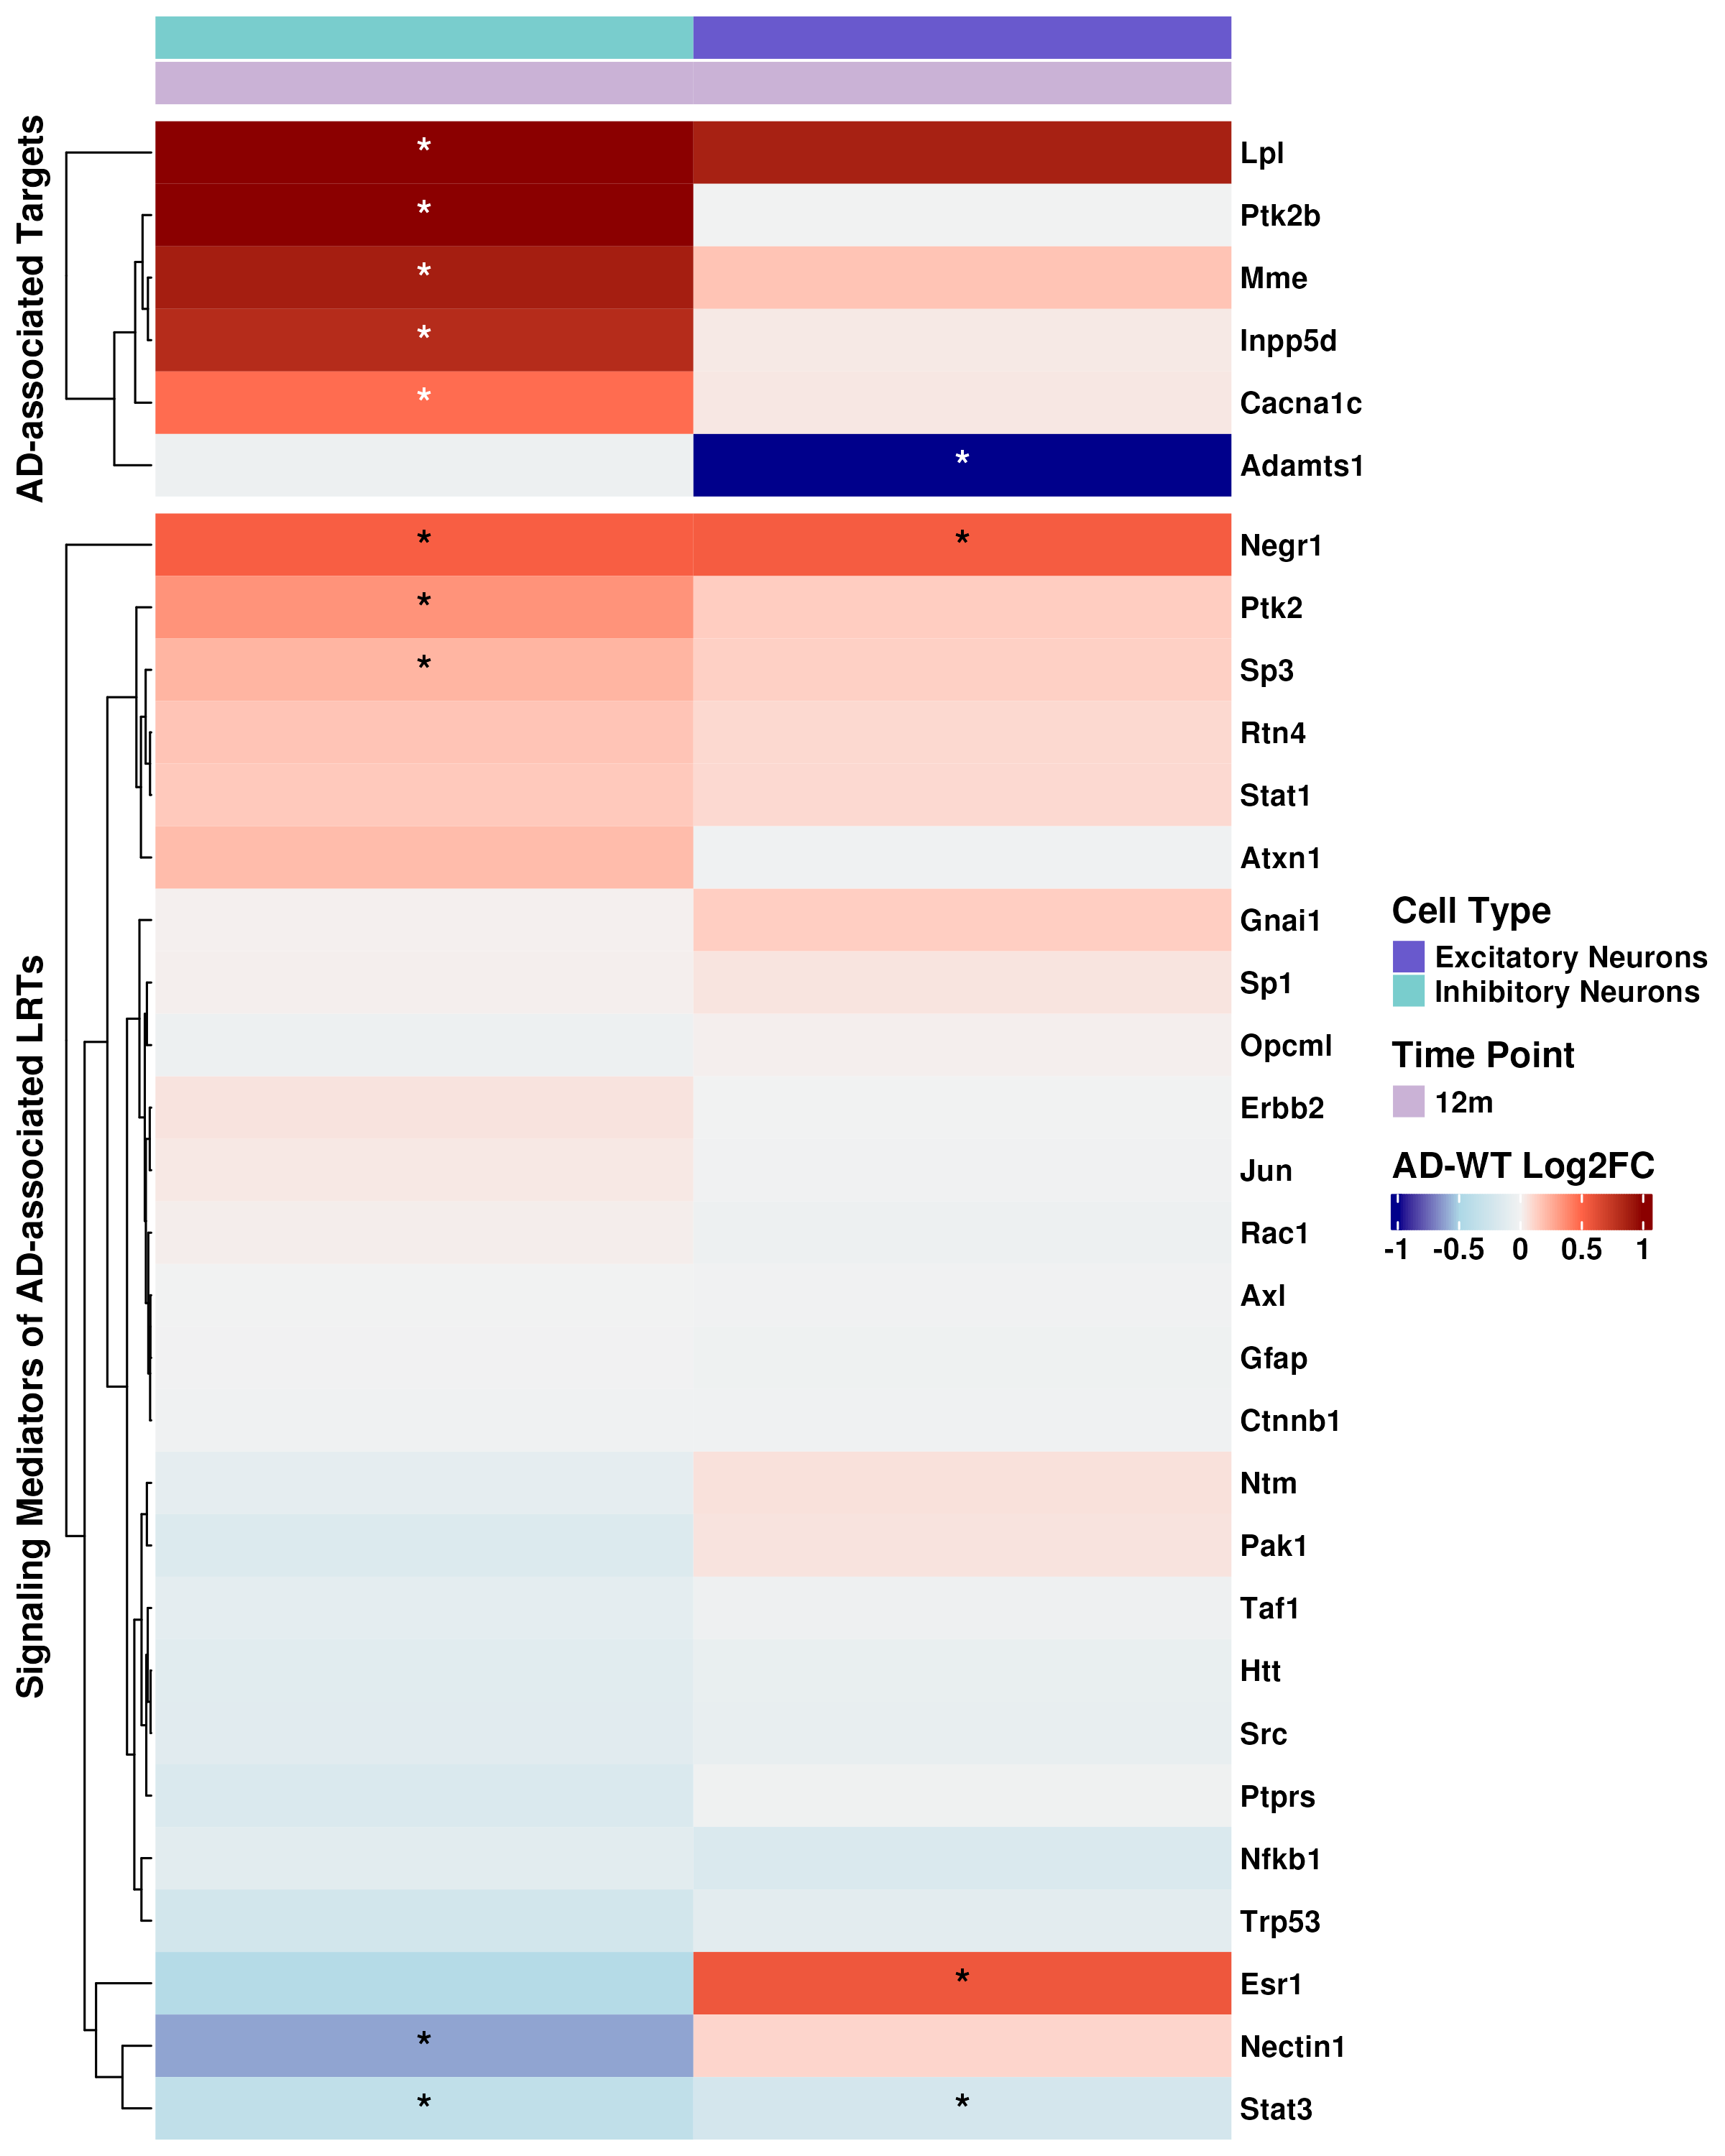 AD-associated Targets
* Lpl
* Ptk2b
* Mme
* Inpp5d
* Cacna1c
* Adamts1
Signaling Mediators of AD-associated LRTs
* * Negr1
* Ptk2
* Sp3
Rtn4
Stat1
Atxn1
Gnai1
Sp1
Opcml
Erbb2
Jun
Rac1
Axl
Gfap
Ctnnb1
Ntm
Pak1
Taf1
Htt
Src
Ptprs
Nfkb1
Trp53
* Esr1
* Nectin1
* * Stat3
Cell Type
Excitatory Neurons
Inhibitory Neurons
Time Point
12m
AD-WT Log2FC
-1 -0.5 0 0.5 1